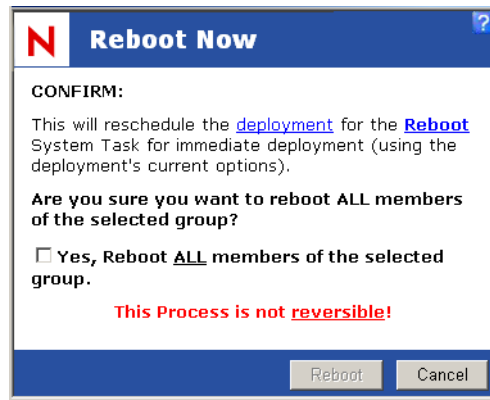 N Reboot Now ?
CONFIRM:
This will reschedule the deployment for the Reboot
System Task for immediate deployment (using the
deployment's current options).
Are you sure you want to reboot ALL members
of the selected group?
Yes, Reboot ALL members of the selected
group.
This Process is not reversible!
Reboot Cancel